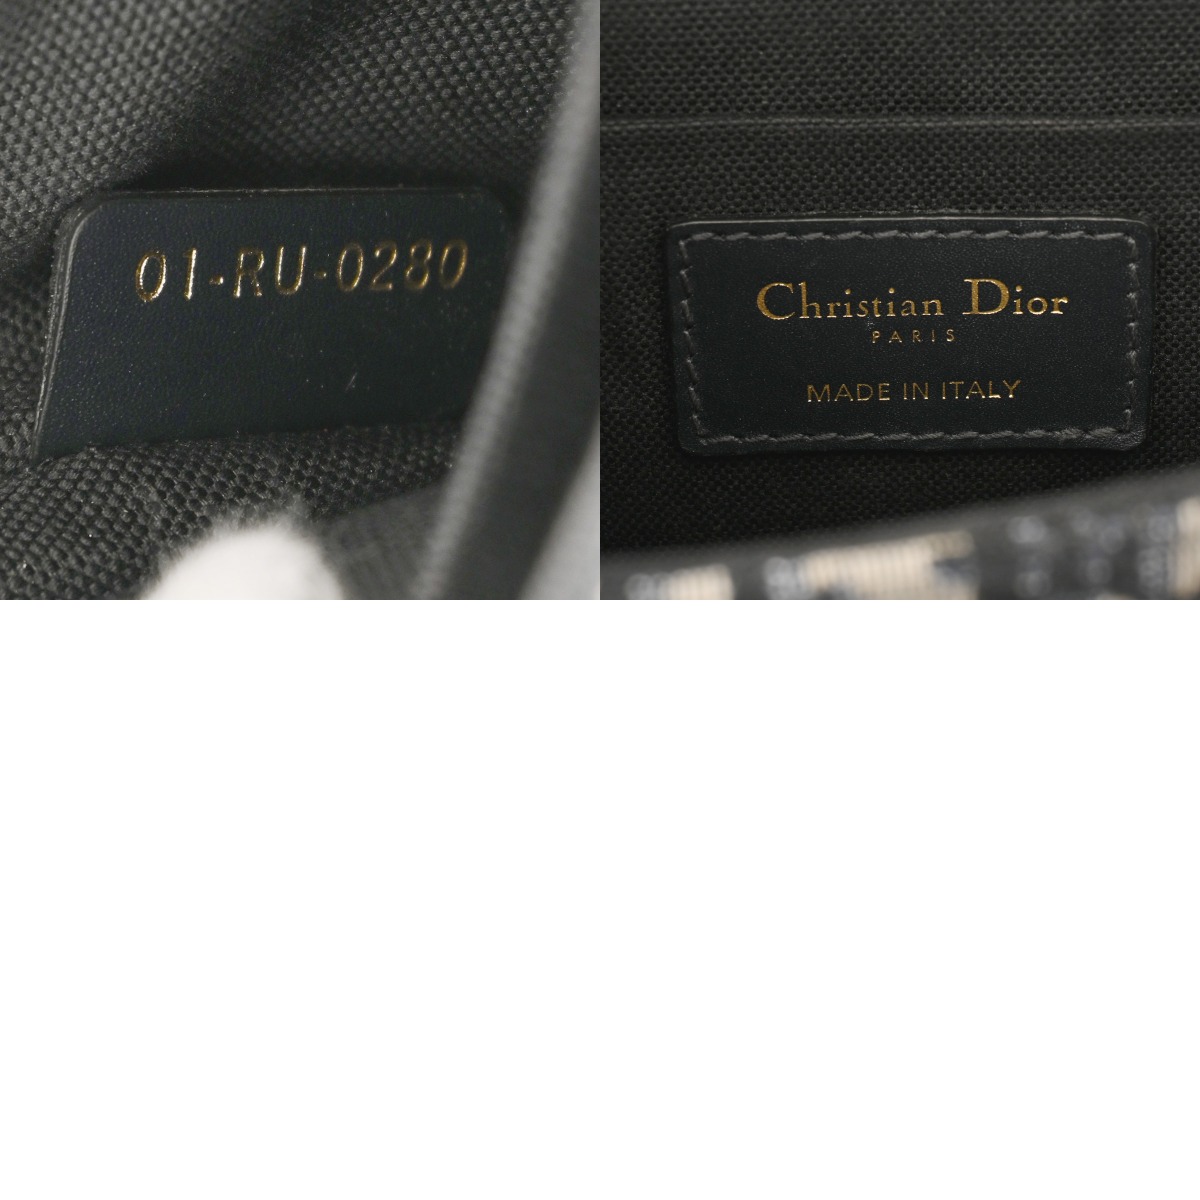 01-RU-0280
Christian Dior
PARIS
MADE IN ITALY